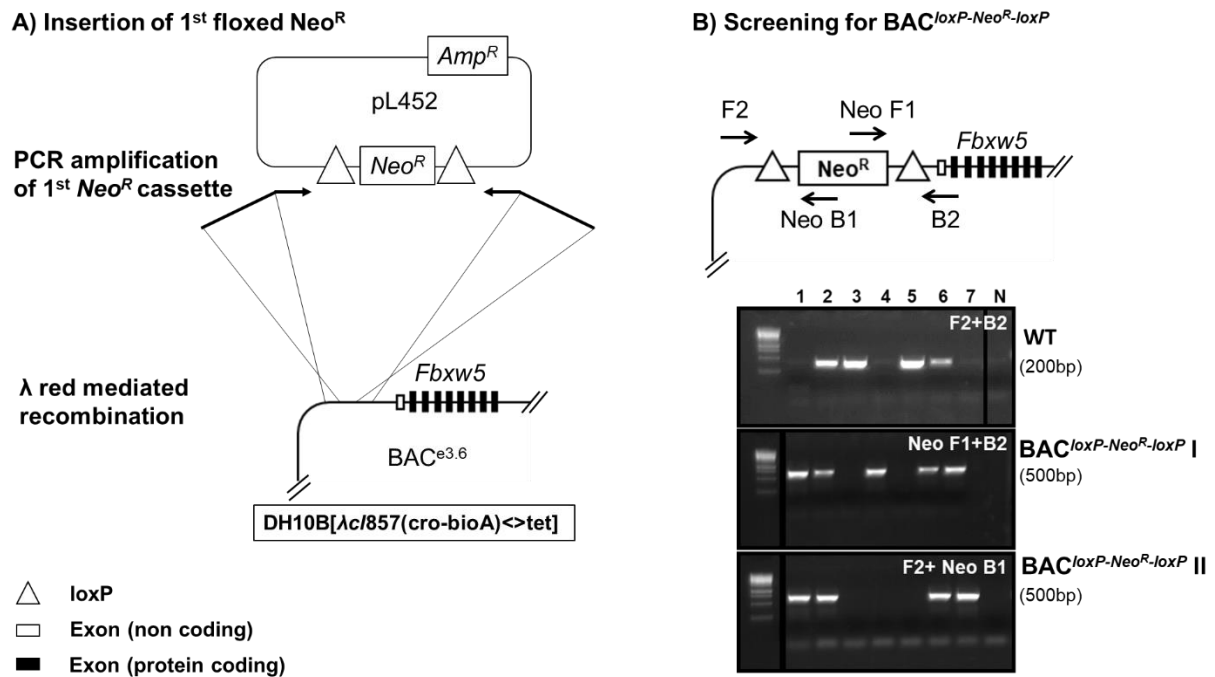 A) Insertion of 1st floxed NeoR
AmpR
pL452
NeoR
PCR amplification
of 1st NeoR cassette
λ red mediated
recombination
Fbxw5
BACe3.6
DH10B[λcI857(cro-bioA)<>tet]
loxP
Exon (non coding)
Exon (protein coding)
B) Screening for BACloxP-NeoR-loxP
F2
Neo F1
Fbxw5
NeoR
Neo B1
B2
1 2 3 4 5 6 7 N
F2+B2
WT
(200bp)
Neo F1+B2
BACloxP-NeoR-loxP I
(500bp)
F2+ Neo B1
BACloxP-NeoR-loxP II
(500bp)